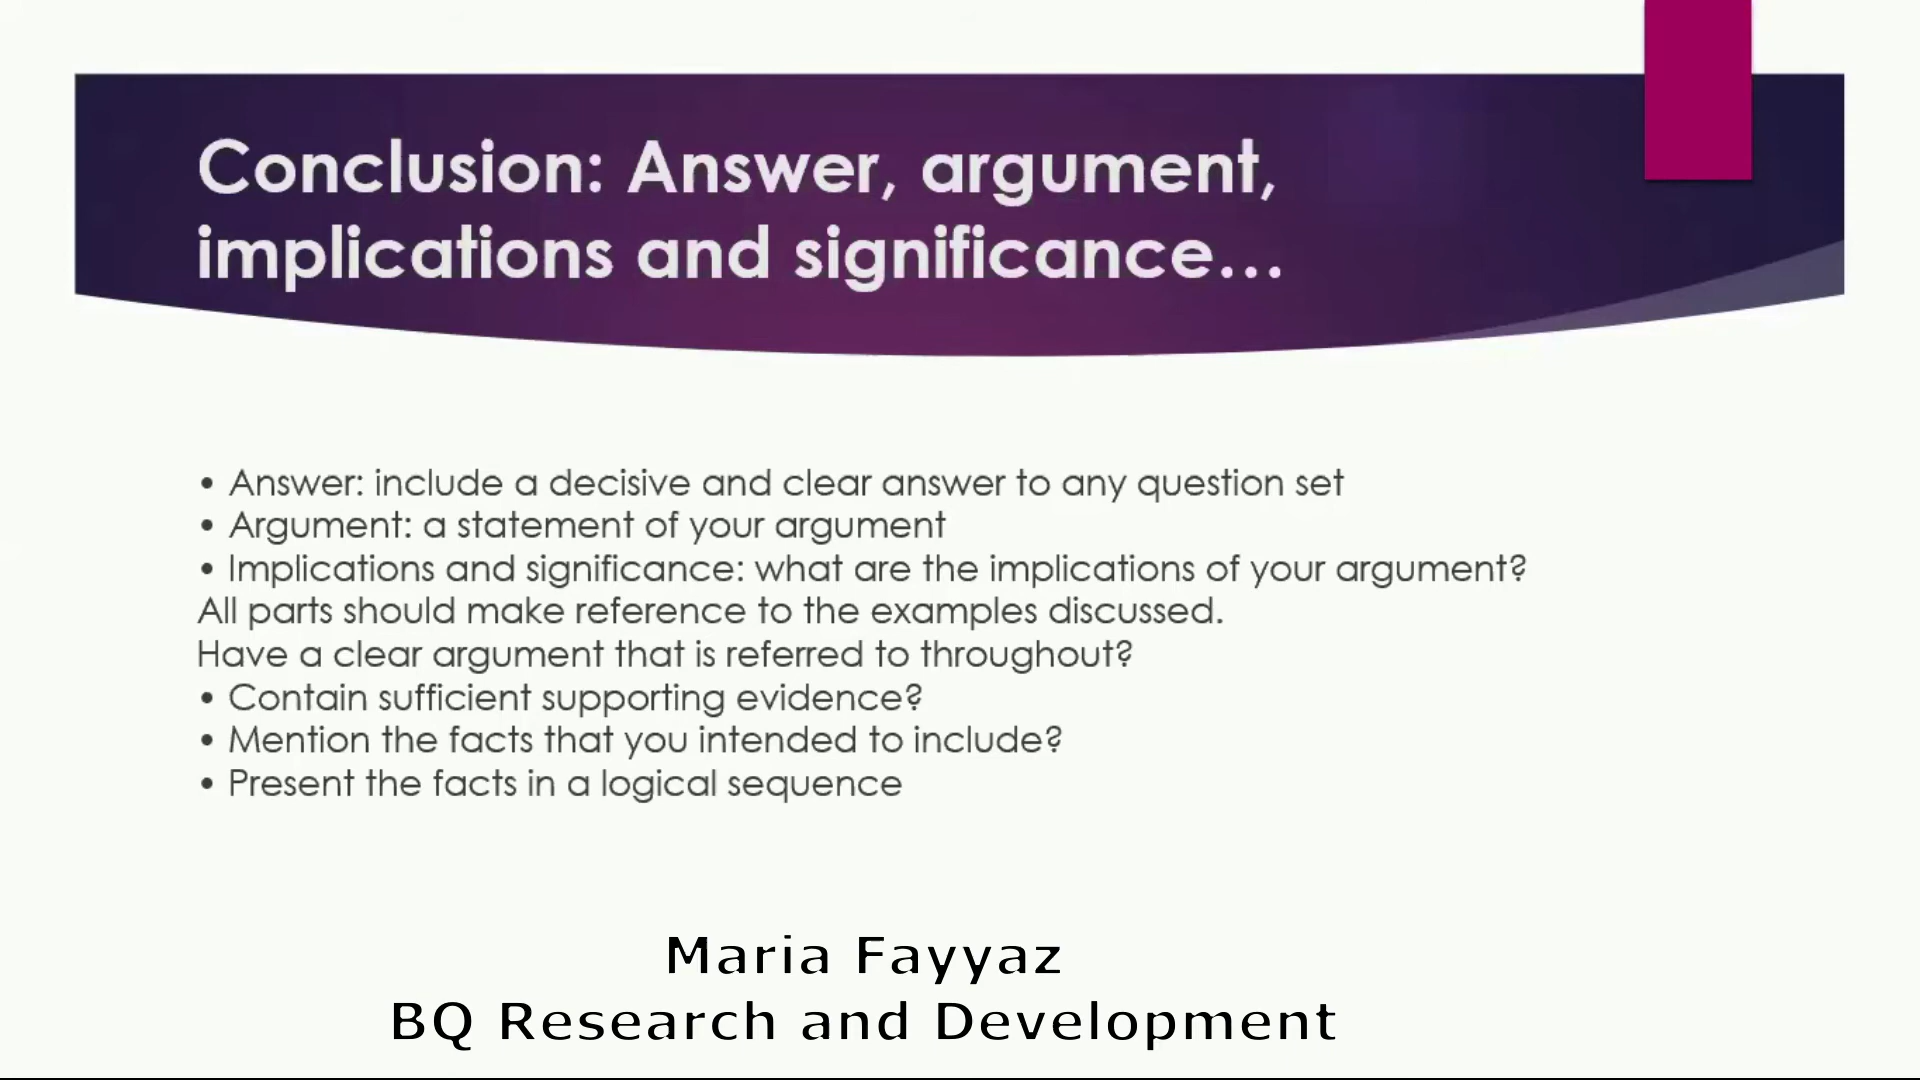 Conclusion: Answer, argument,
implications and significance...
• Answer: include a decisive and clear answer to any question set
• Argument: a statement of your argument
• Implications and significance: what are the implications of your argument?
All parts should make reference to the examples discussed.
Have a clear argument that is referred to throughout?
• Contain sufficient supporting evidence?
• Mention the facts that you intended to include?
• Present the facts in a logical sequence
Maria Fayyaz
BQ Research and Development